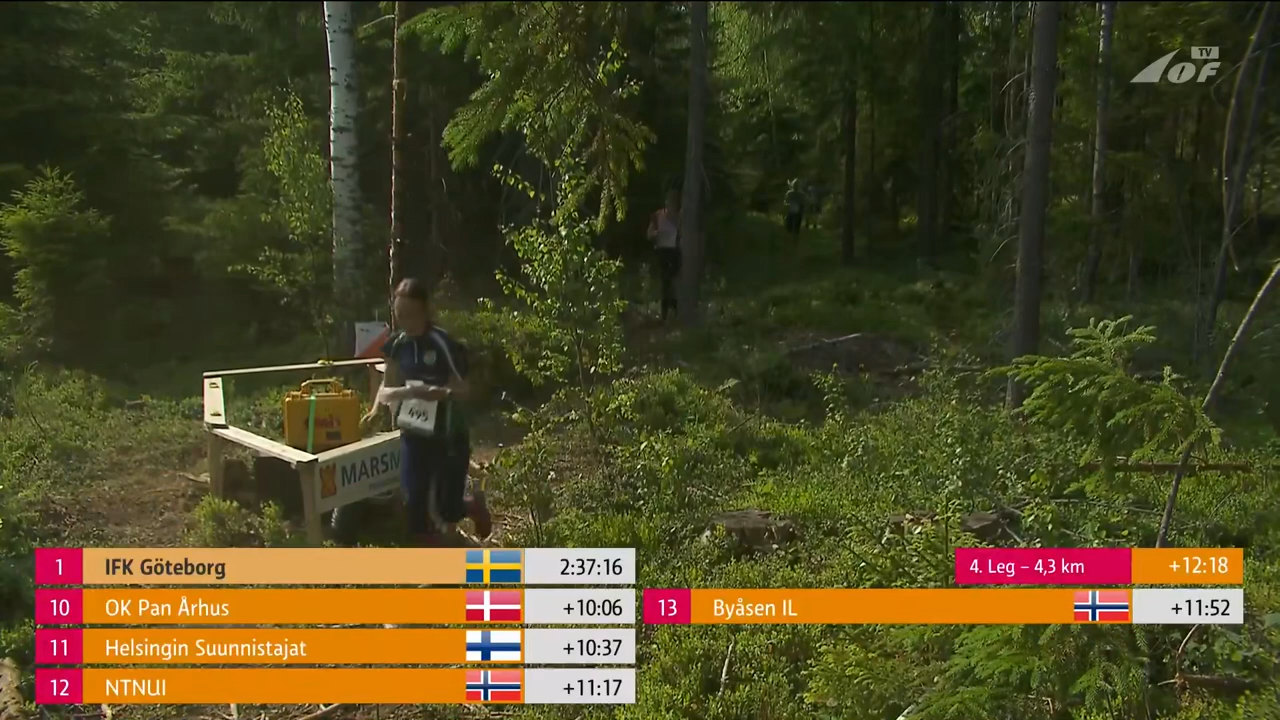 TV
OF
495
MARSM
1 IFK Göteborg 2:37:16
10 OK Pan Århus +10:06
11 Helsingin Suunnistajat +10:37
12 NTNUI +11:17
4. Leg – 4,3 km +12:18
13 Byåsen IL +11:52